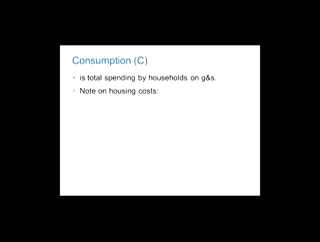 Consumption (C)
is total spending by households on g&s.
Note on housing costs: